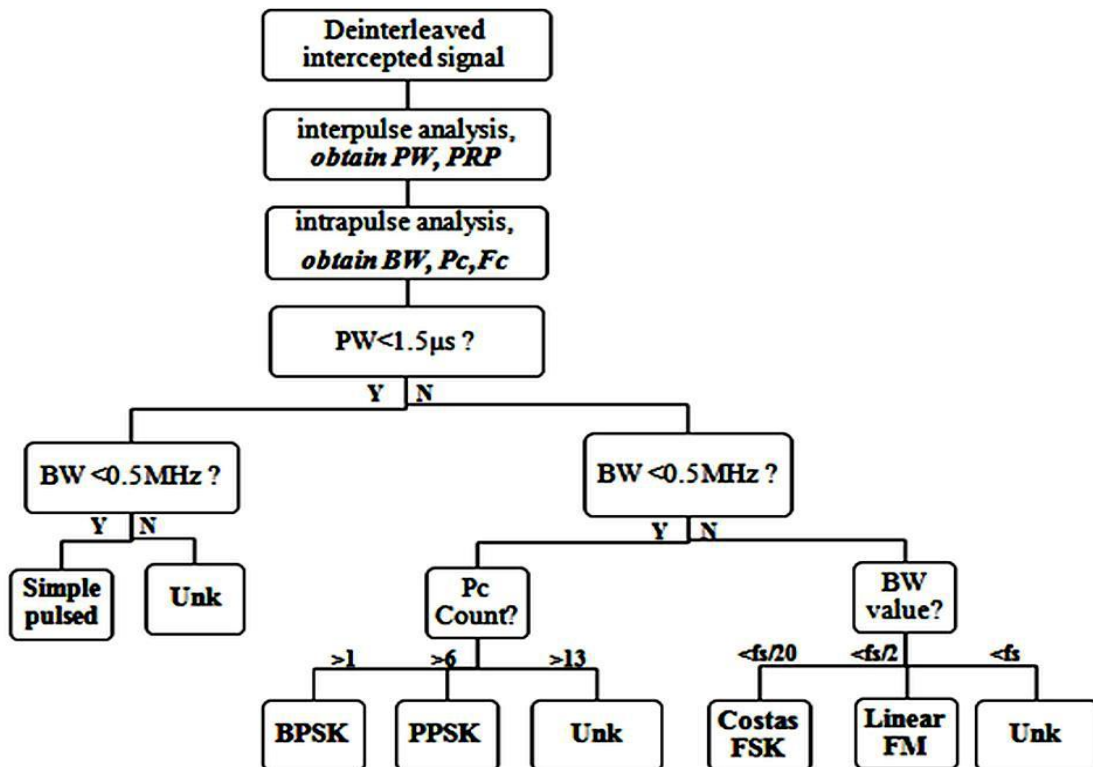 Deinterleaved
intercepted signal
interpulse analysis,
obtain PW, PRP
intrapulse analysis,
obtain BW, Pc,Fc
PW<1.5μs ?
Y N
BW <0.5MHz ?
BW <0.5MHz ?
Y N
Y N
Simple
pulsed
Unk
Pc
Count?
BW
value?
>1 >6 >13
<fs/20 <fs/2 <fs
BPSK
PPSK
Unk
Costas
FSK
Linear
FM
Unk